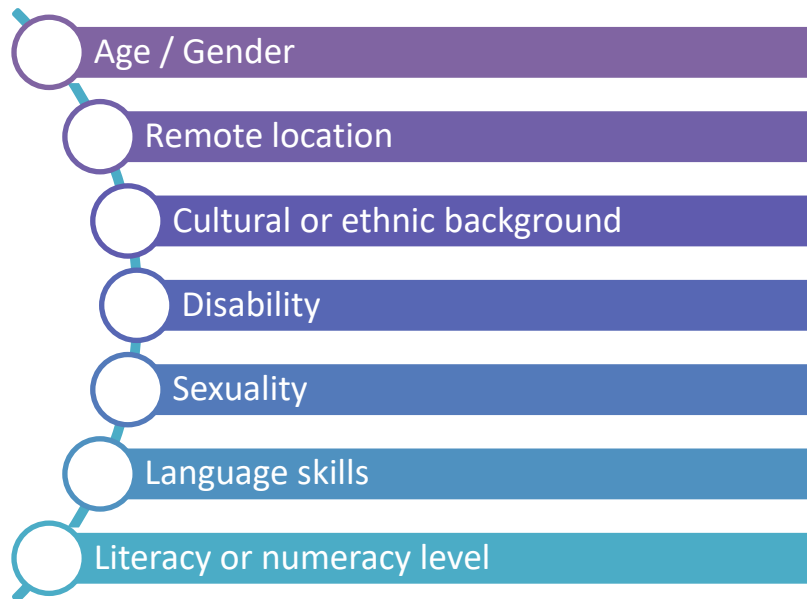 Age / Gender
Remote location
Cultural or ethnic background
Disability
Sexuality
Language skills
Literacy or numeracy level